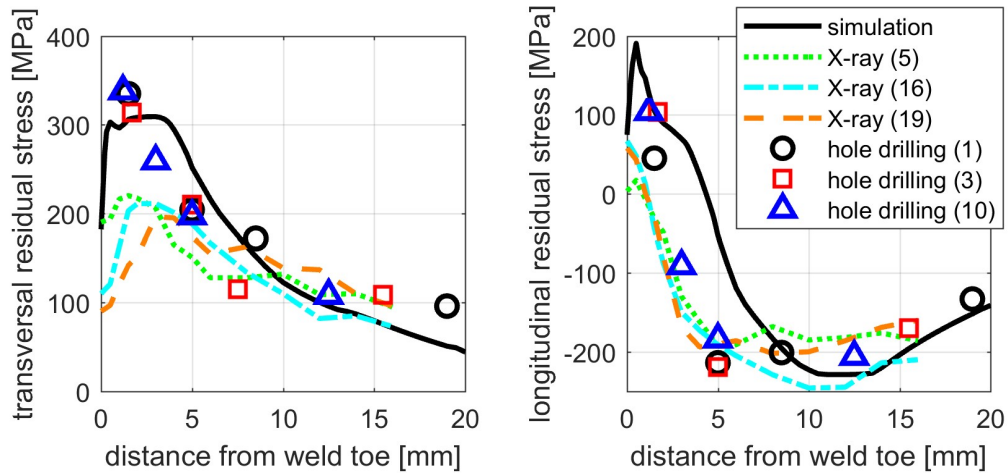 transversal residual stress [MPa]
400
300
200
100
0
0 5 10 15 20
distance from weld toe [mm]
longitudinal residual stress [MPa]
200
100
0
-100
-200
0 5 10 15 20
distance from weld toe [mm]
simulation
X-ray (5)
X-ray (16)
X-ray (19)
hole drilling (1)
hole drilling (3)
hole drilling (10)